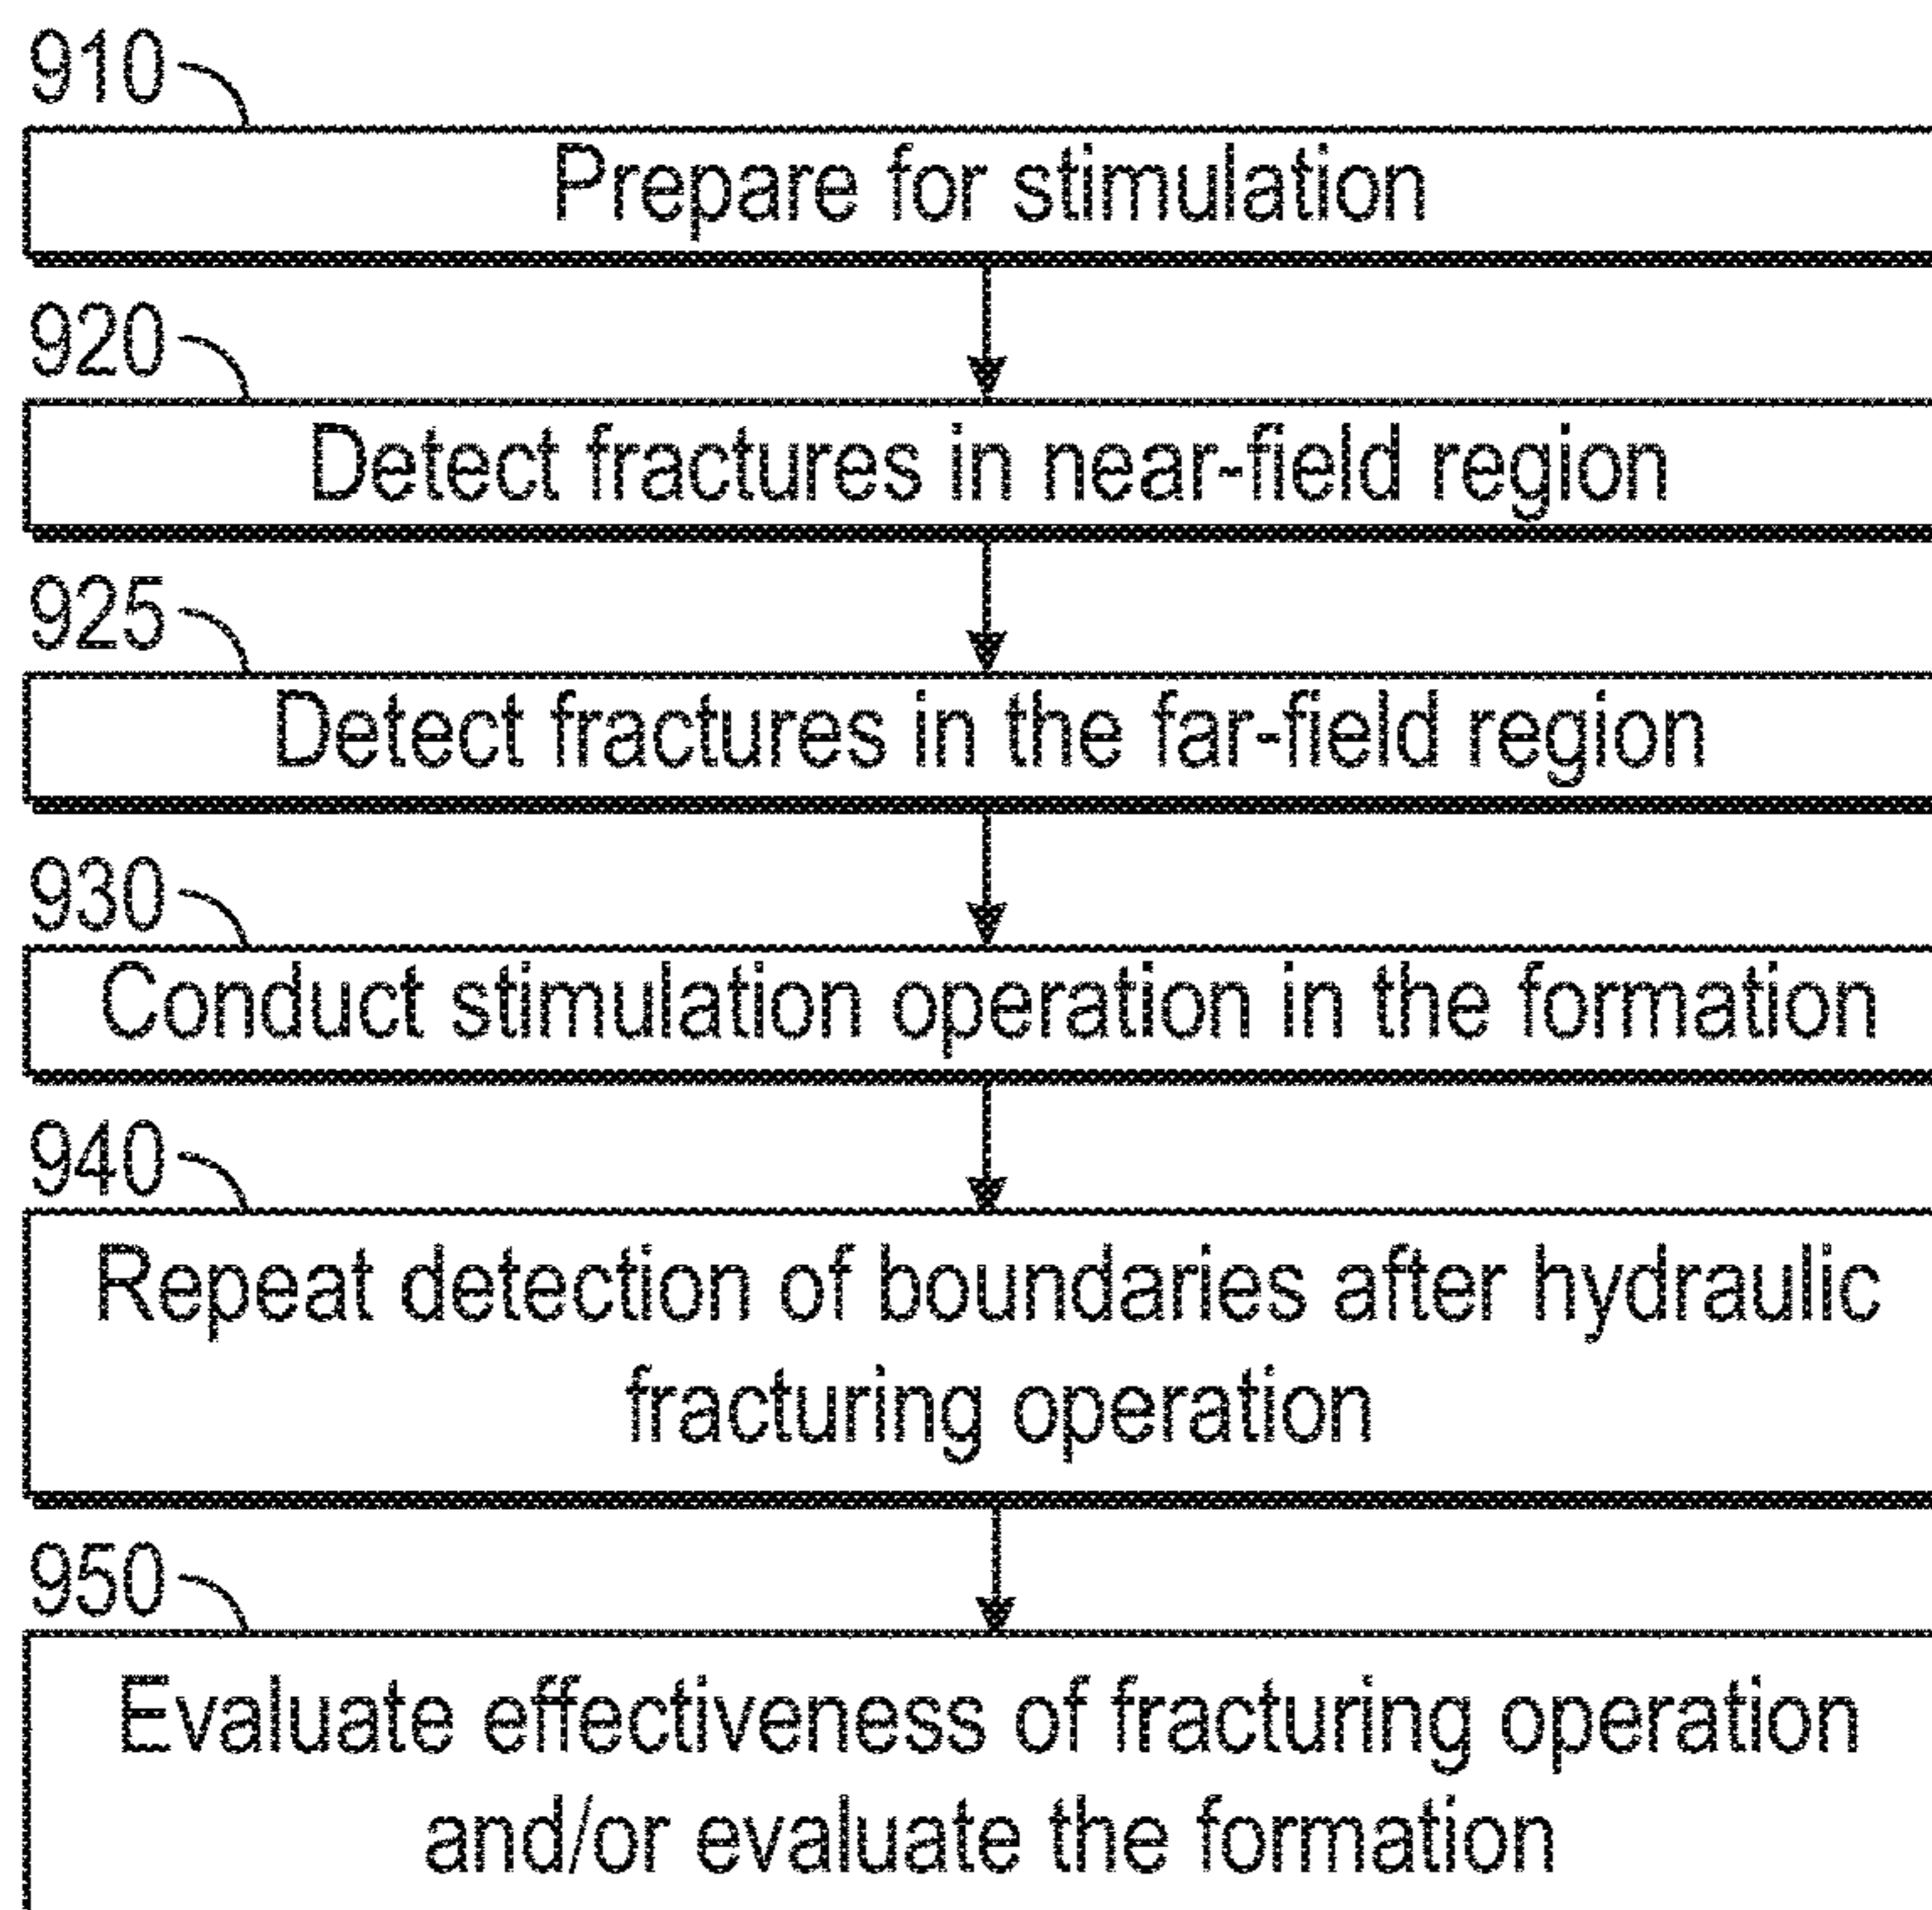 910
Prepare for stimulation
920
Detect fractures in near-field region
925
Detect fractures in the far-field region
930
Conduct stimulation operation in the formation
940
Repeat detection of boundaries after hydraulic
fracturing operation
950
Evaluate effectiveness of fracturing operation
and/or evaluate the formation